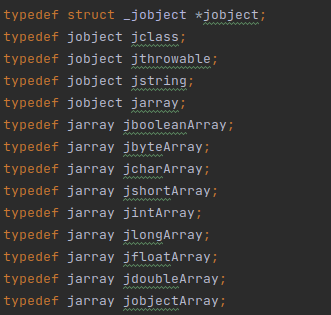 typedef struct _jobject *jobject;
typedef jobject jclass;
typedef jobject jthrowable;
typedef jobject jstring;
typedef jobject jarray;
typedef jarray jbooleanArray;
typedef jarray jbyteArray;
typedef jarray jcharArray;
typedef jarray jshortArray;
typedef jarray jintArray;
typedef jarray jlongArray;
typedef jarray jfloatArray;
typedef jarray jdoubleArray;
typedef jarray jobjectArray;